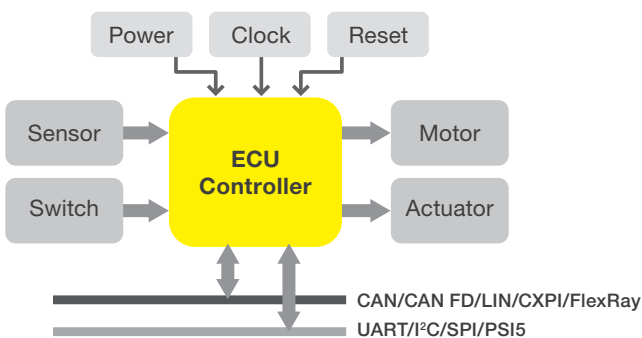 Power
Clock
Reset
Sensor
ECU
Controller
Motor
Switch
Actuator
CAN/CAN FD/LIN/CXPI/FlexRay
UART/I²C/SPI/PSI5